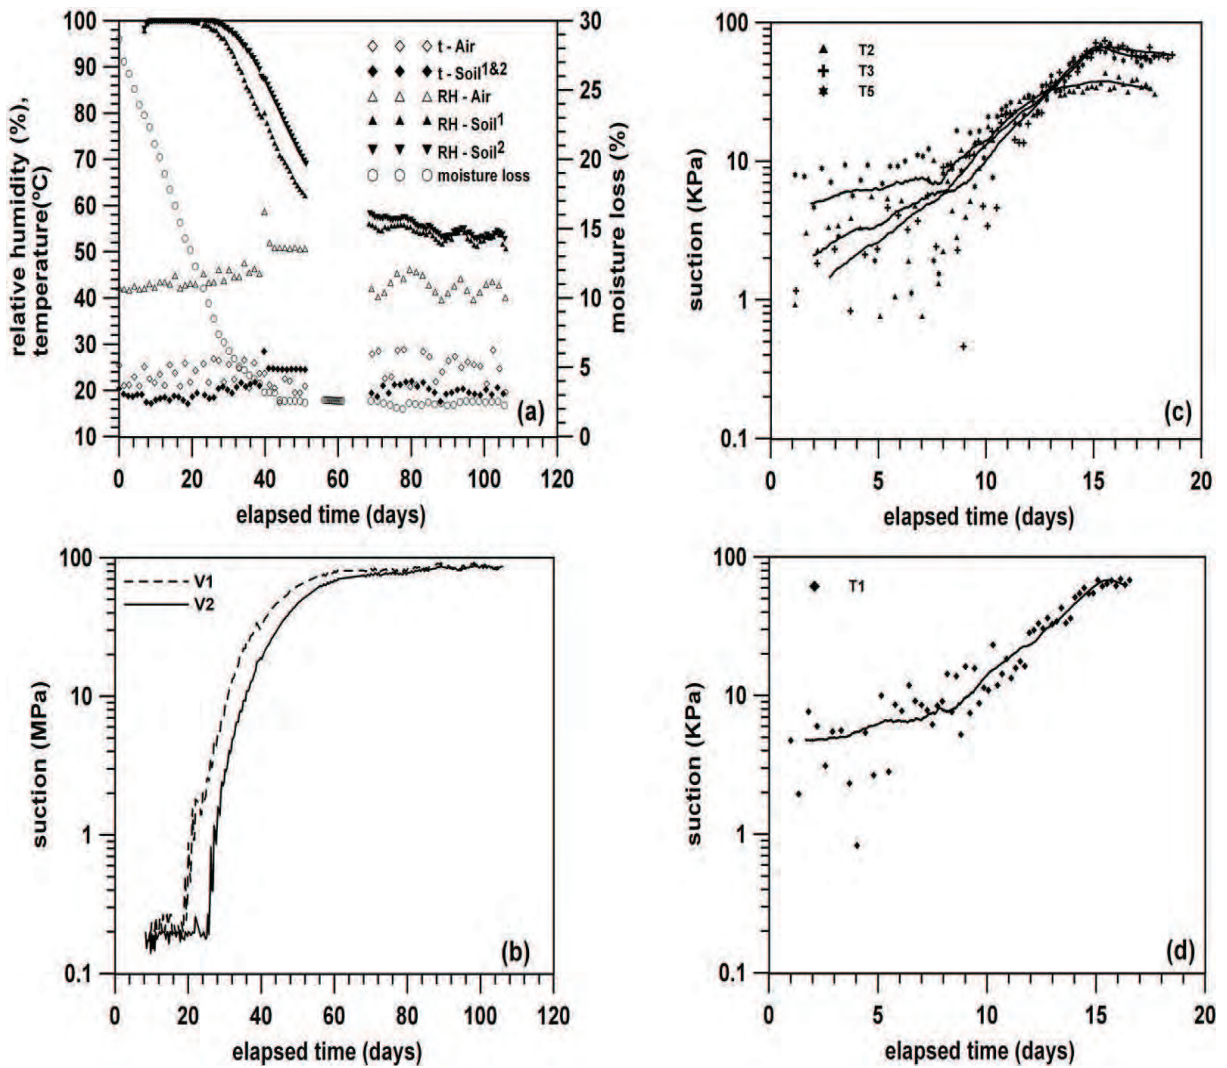 100
90
80
70
60
50
40
30
20
10
relative humidity (%),
temperature(°C)
t - Air
t - Soil1&2
RH - Air
RH - Soil1
RH - Soil2
moisture loss
30
25
20
15
10
5
0
moisture loss (%)
(a)
0 20 40 60 80 100 120
elapsed time (days)
100
10
1
0.1
suction (KPa)
T2
T3
T5
(c)
0 5 10 15 20
elapsed time (days)
100
10
1
0.1
suction (MPa)
V1
V2
(b)
0 20 40 60 80 100 120
elapsed time (days)
100
10
1
0.1
suction (KPa)
T1
(d)
0 5 10 15 20
elapsed time (days)